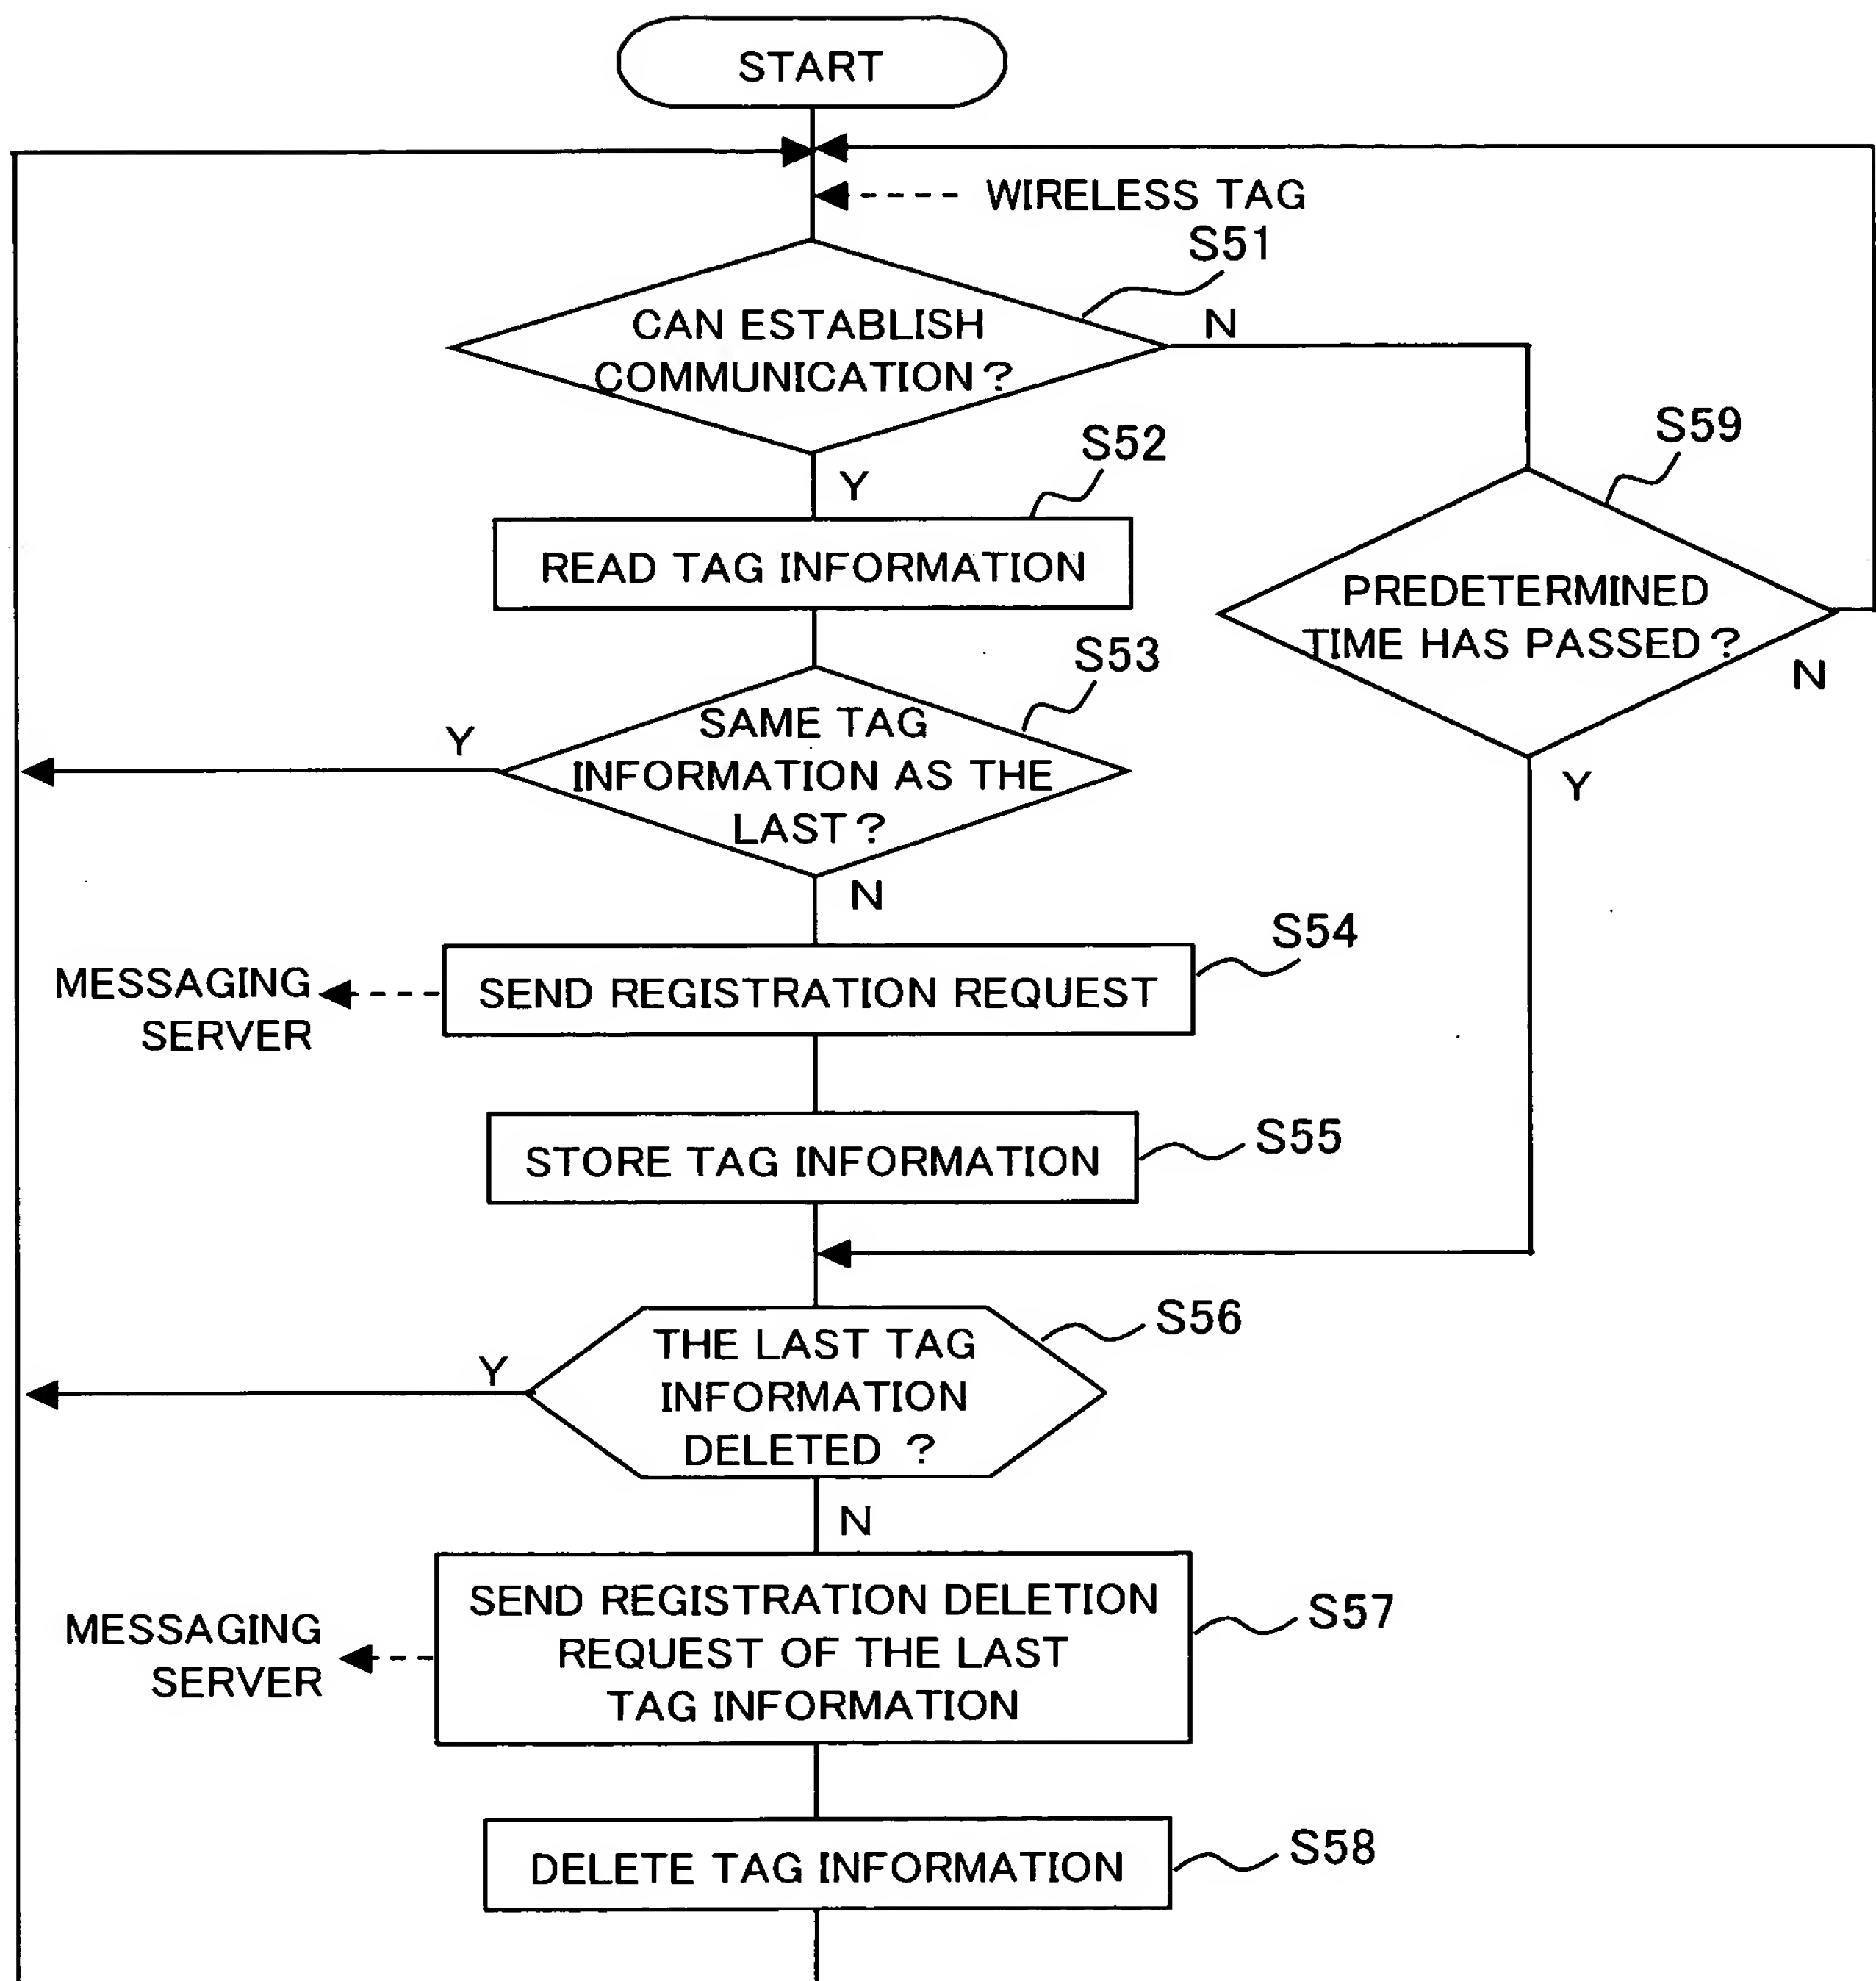 START
WIRELESS TAG
S51
CAN ESTABLISH
COMMUNICATION?
N
S52
Y
S59
READ TAG INFORMATION
PREDETERMINED
TIME HAS PASSED?
N
S53
Y
SAME TAG
INFORMATION AS THE
LAST?
Y
N
S54
MESSAGING
SERVER
SEND REGISTRATION REQUEST
S55
STORE TAG INFORMATION
S56
Y
THE LAST TAG
INFORMATION
DELETED ?
N
MESSAGING
SERVER
SEND REGISTRATION DELETION
REQUEST OF THE LAST
TAG INFORMATION
S57
S58
DELETE TAG INFORMATION